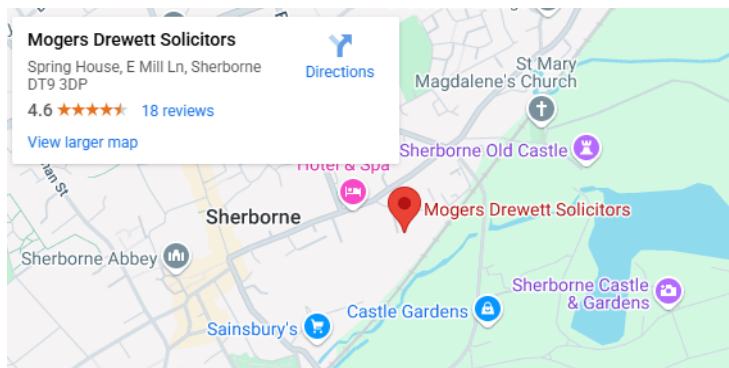 Mogers Drewett Solicitors
Spring House, E Mill Ln, Sherborne
DT9 3DP
4.6
18 reviews
View larger map
Directions
St Mary
Magdalene's Church
Sherborne Old Castle
Hotel & Spa
Mogers Drewett Solicitors
Sherborne
Sherborne Abbey
Sherborne Castle
& Gardens
Castle Gardens
Sainsbury's